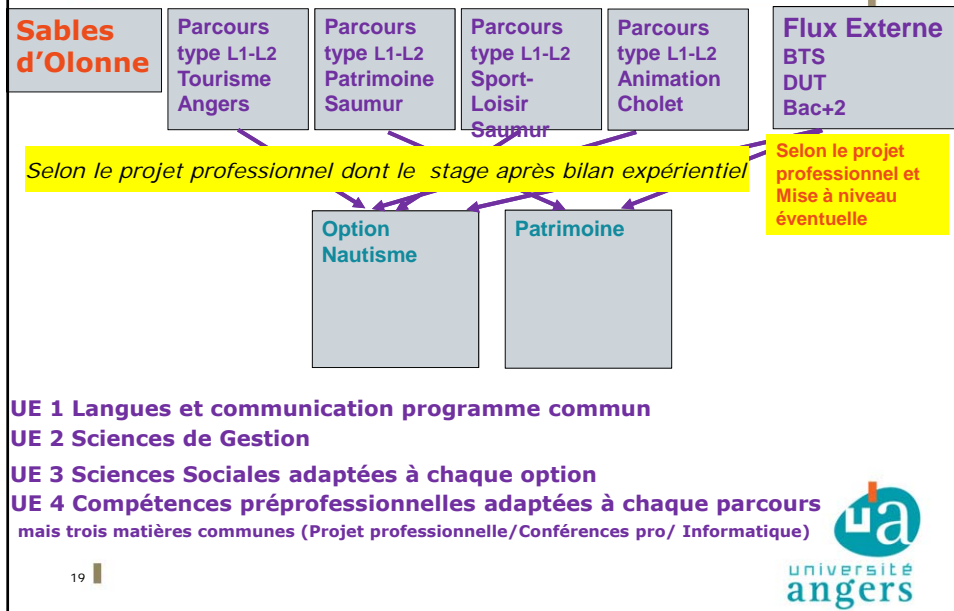 Sables
d'Olonne
Parcours
type L1-L2
Tourisme
Angers
Parcours
type L1-L2
Patrimoine
Saumur
Parcours
type L1-L2
Sport-
Loisir
Saumur
Parcours
type L1-L2
Animation
Cholet
Flux Externe
BTS
DUT
Bac+2
Selon le projet professionnel dont le stage après bilan expérientiel
Selon le projet
professionnel et
Mise à niveau
éventuelle
Option
Nautisme
Patrimoine
UE 1 Langues et communication programme commun
UE 2 Sciences de Gestion
UE 3 Sciences Sociales adaptées à chaque option
UE 4 Compétences préprofessionnelles adaptées à chaque parcours
mais trois matières communes (Projet professionnelle/Conférences pro/ Informatique)
19
ua
université
angers